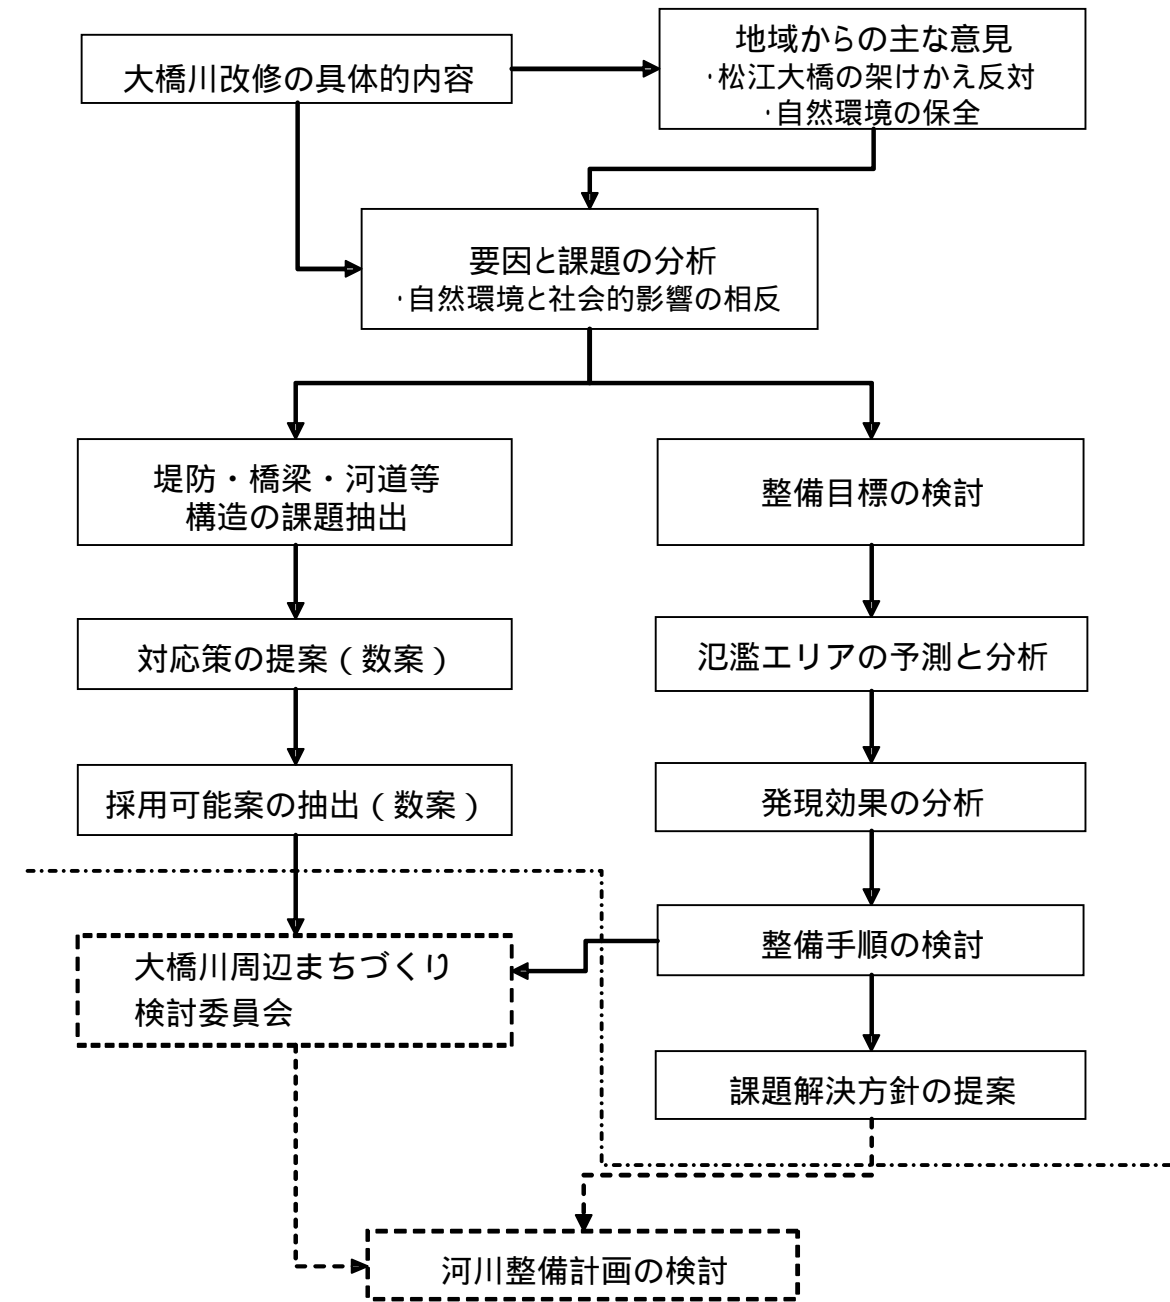 大橋川改修の具体的内容
地域からの主な意見
・松江大橋の架けかえ反対
・自然環境の保全
要因と課題の分析
・自然環境と社会的影響の相反
堤防・橋梁・河道等
構造の課題抽出
整備目標の検討
対応策の提案(数案)
氾濫エリアの予測と分析
採用可能案の抽出(数案)
発現効果の分析
大橋川周辺まちづくり
検討委員会
整備手順の検討
課題解決方針の提案
河川整備計画の検討